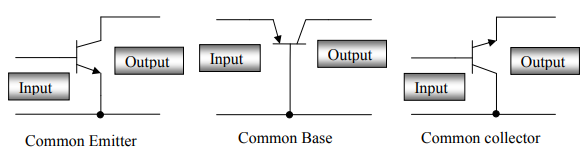 Input
Output
Common Emitter
Input
Output
Common Base
Input
Output
Common collector